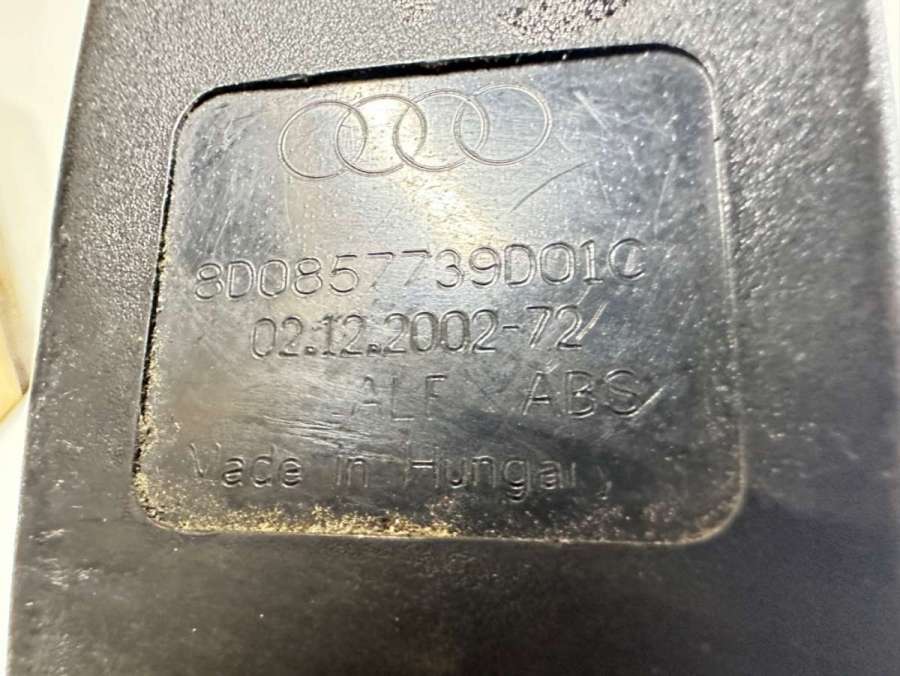 8D0857739D01C
02.12.2002-72
ALF ABS
Made in Hungary